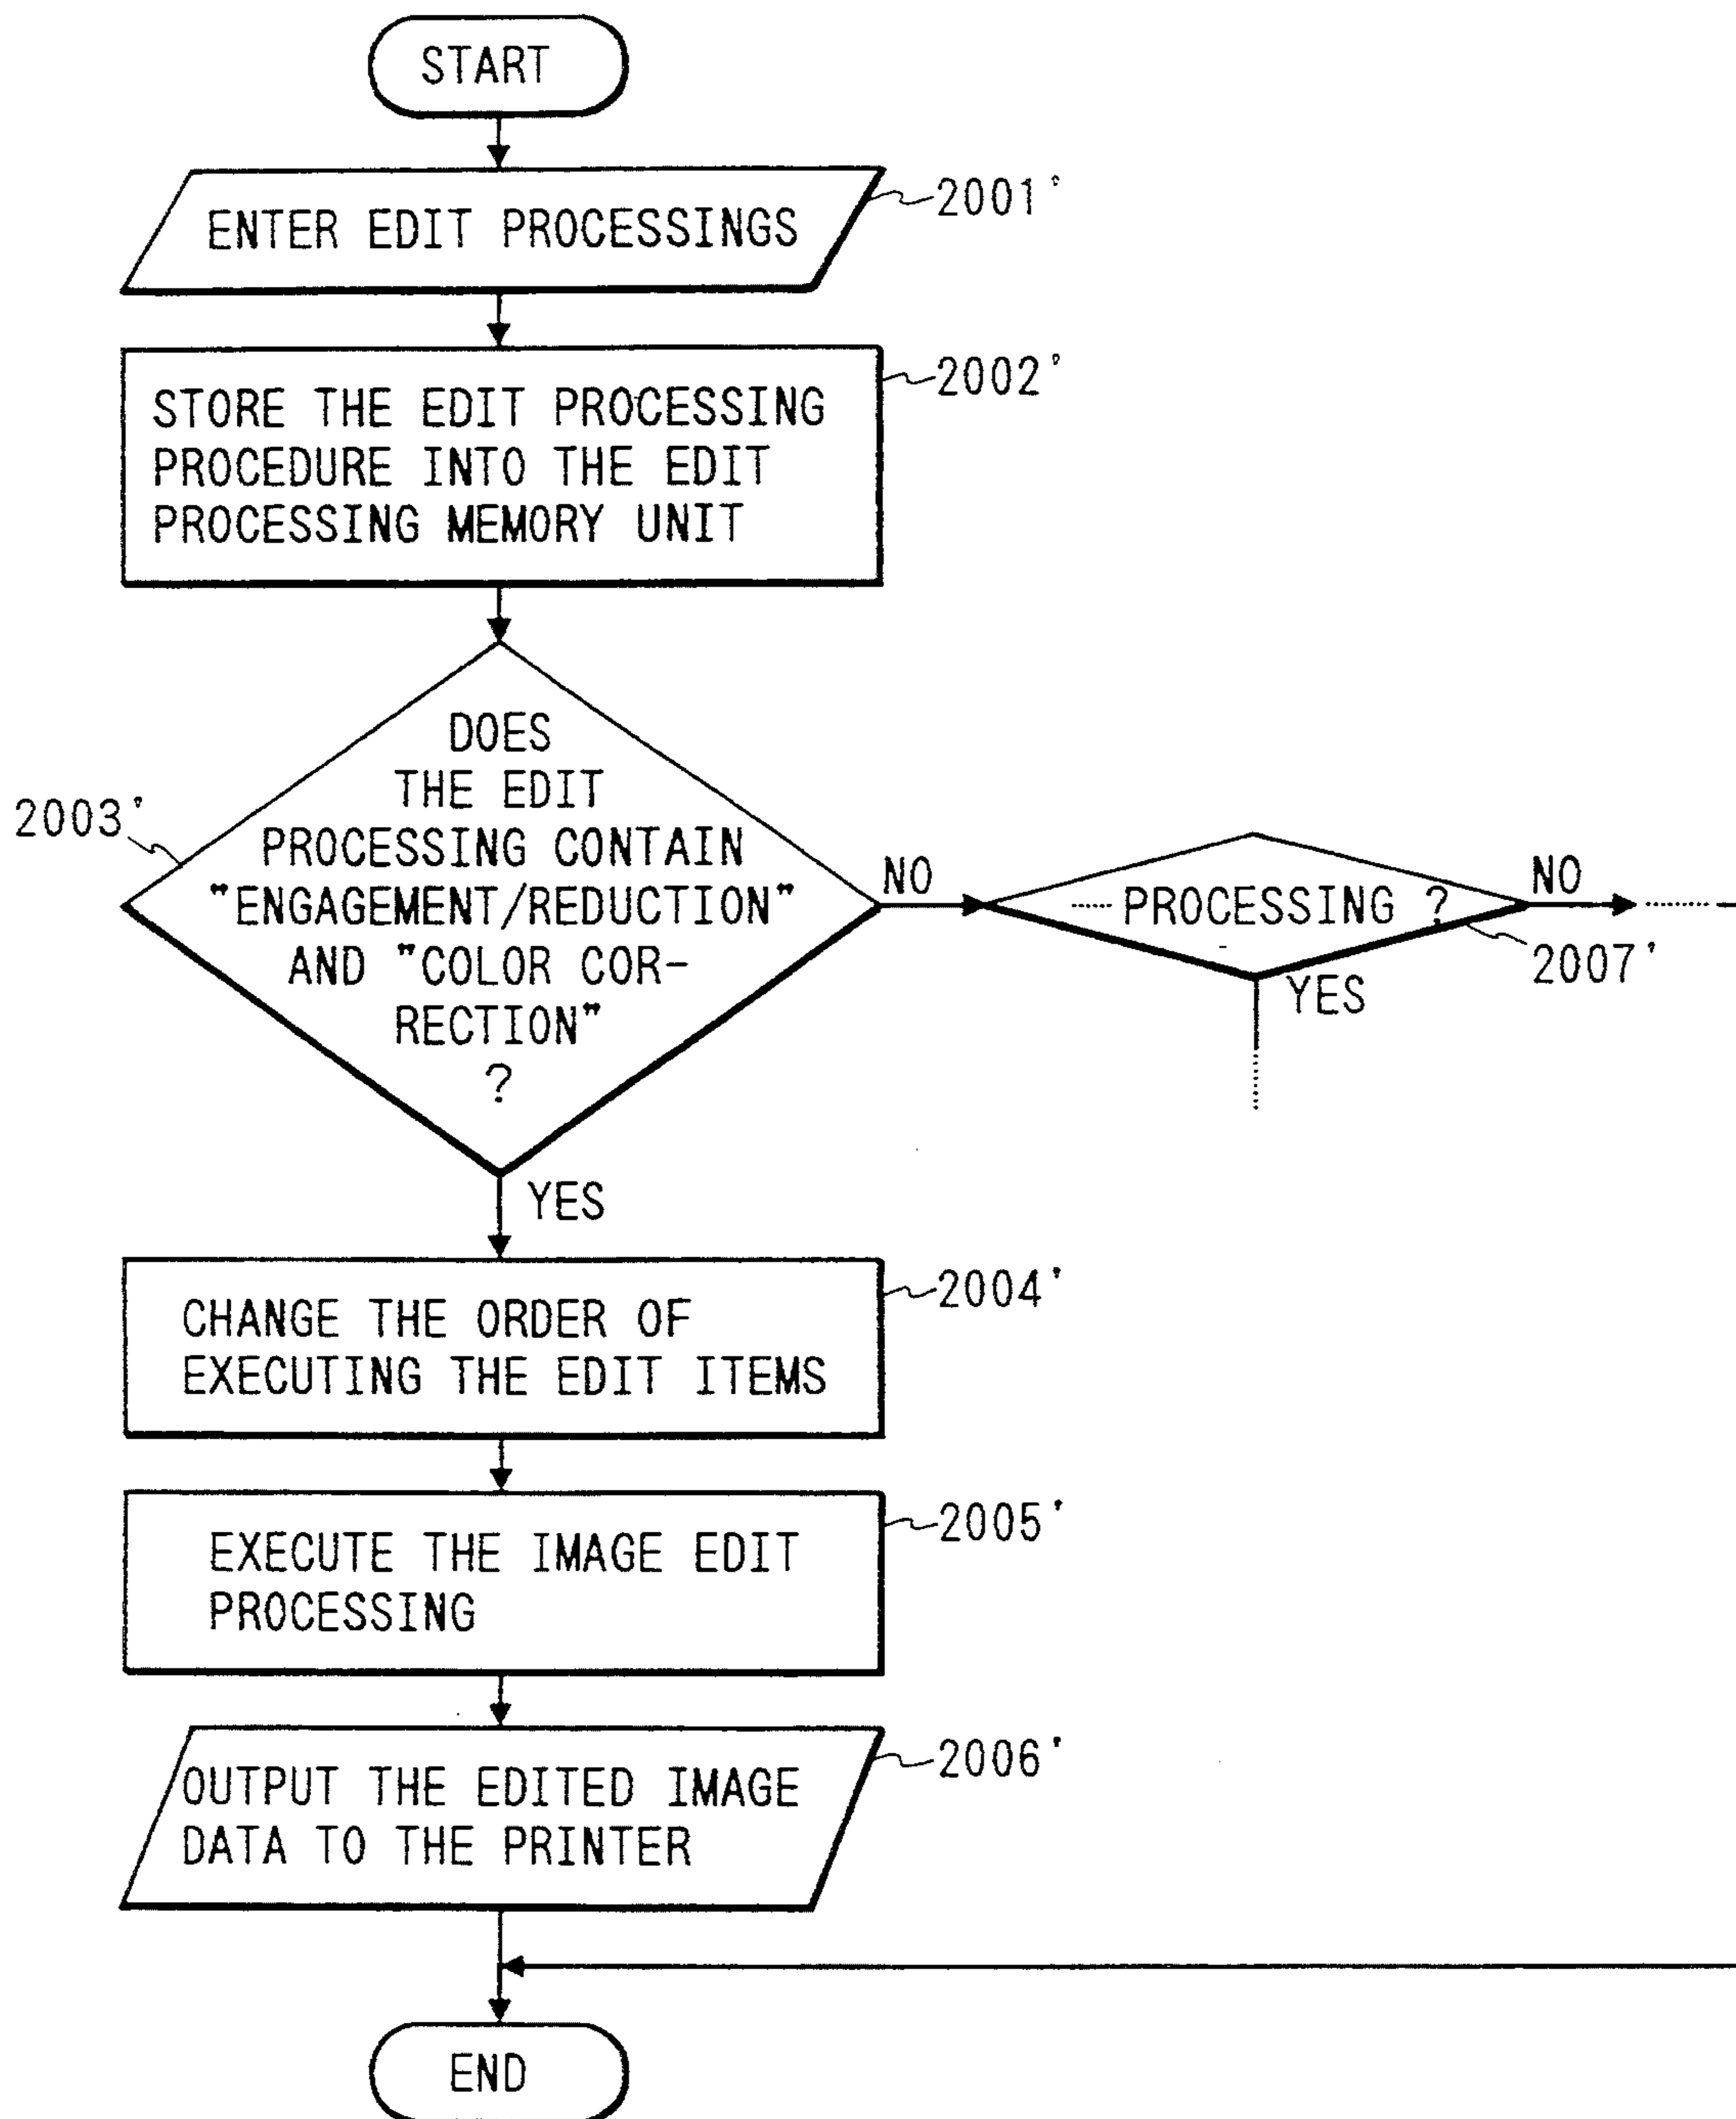 START
ENTER EDIT PROCESSINGS
2001'
STORE THE EDIT PROCESSING
PROCEDURE INTO THE EDIT
PROCESSING MEMORY UNIT
2002'
DOES
THE EDIT
PROCESSING CONTAIN
"ENGAGEMENT/REDUCTION"
AND "COLOR COR-
RECTION"
?
2003'
NO
PROCESSING ?
NO
2007'
YES
YES
CHANGE THE ORDER OF
EXECUTING THE EDIT ITEMS
2004'
EXECUTE THE IMAGE EDIT
PROCESSING
2005'
OUTPUT THE EDITED IMAGE
DATA TO THE PRINTER
2006'
END